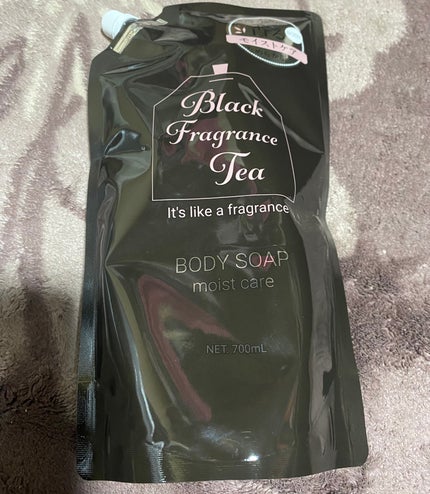 モイストケア
Black
Fragrance
Tea
It's like a fragrance
BODY SOAP
moist care
NET. 700mL